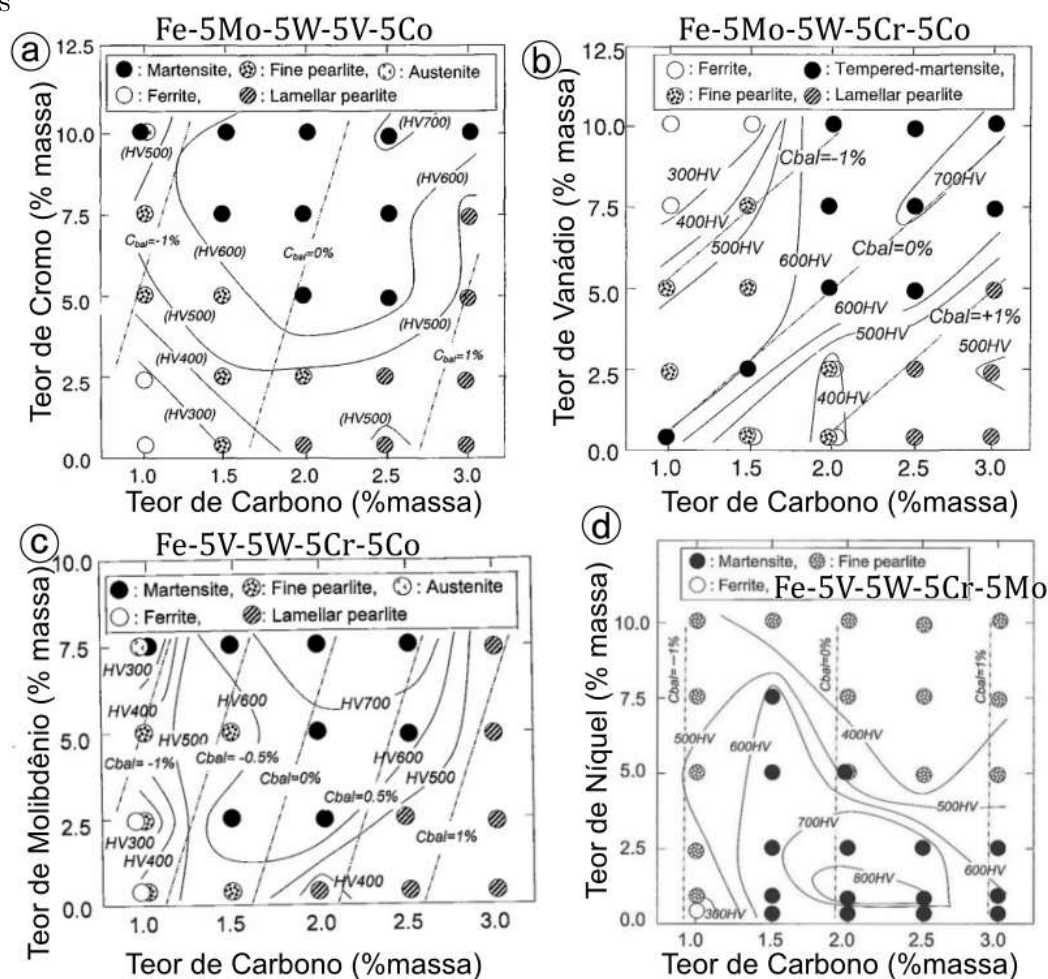 s
Fe-5Mo-5W-5V-5Co
a
12.5
10.0
7.5
5.0
2.5
0.0
Teor de Cromo (% massa)
● : Martensite, : Fine pearlite, : Austenite
○ : Ferrite, : Lamellar pearlite
(HV500)
(HV700)
(HV600)
(HV600)
Cbal=-1%
Cbal=0%
(HV500)
(HV500)
(HV400)
Cbal=1%
(HV300)
(HV500)
1.0 1.5 2.0 2.5 3.0
Teor de Carbono (%massa)
Fe-5Mo-5W-5Cr-5Co
b
12.5
10.0
7.5
5.0
2.5
0.0
Teor de Vanádio (% massa)
○ : Ferrite, ● : Tempered-martensite,
: Fine pearlite, : Lamellar pearlite
Cbal=-1%
300HV
700HV
400HV
500HV
Cbal=0%
600HV
600HV
Cbal=+1%
500HV
500HV
400HV
1.0 1.5 2.0 2.5 3.0
Teor de Carbono (%massa)
c
Fe-5V-5W-5Cr-5Co
10.0
7.5
5.0
2.5
0.0
Teor de Molibdênio (% massa)
● : Martensite, : Fine pearlite, : Austenite
○ : Ferrite, : Lamellar pearlite
HV300
HV400
HV600
HV700
HV500
HV600
Cbal= -1%
Cbal= -0.5%
Cbal=0%
HV500
Cbal=0.5%
HV300
HV400
Cbal=1%
HV400
1.0 1.5 2.0 2.5 3.0
Teor de Carbono (%massa)
d
10.0
7.5
5.0
2.5
0.0
Teor de Níquel (% massa)
● : Martensite, : Fine pearlite
○ : Ferrite,
Fe-5V-5W-5Cr-5Mo
Cbal=-1%
Cbal=0%
Cbal=1%
500HV
600HV
400HV
500HV
700HV
800HV
600HV
300HV
1.0 1.5 2.0 2.5 3.0
Teor de Carbono (%massa)